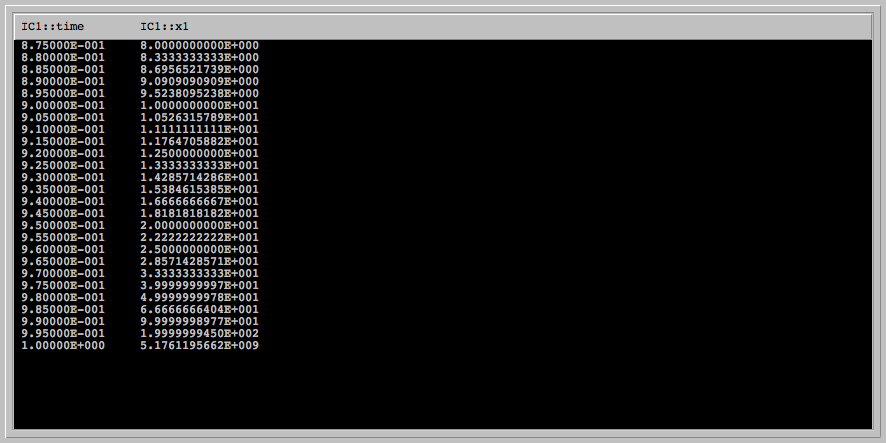 IC1::time IC1::x1
8.75000E-001 8.0000000000E+000
8.80000E-001 8.3333333333E+000
8.85000E-001 8.6956521739E+000
8.90000E-001 9.0909090909E+000
8.95000E-001 9.5238095238E+000
9.00000E-001 1.0000000000E+001
9.05000E-001 1.0526315789E+001
9.10000E-001 1.1111111111E+001
9.15000E-001 1.1764705882E+001
9.20000E-001 1.2500000000E+001
9.25000E-001 1.3333333333E+001
9.30000E-001 1.4285714286E+001
9.35000E-001 1.5384615385E+001
9.40000E-001 1.6666666667E+001
9.45000E-001 1.8181818182E+001
9.50000E-001 2.0000000000E+001
9.55000E-001 2.2222222222E+001
9.60000E-001 2.5000000000E+001
9.65000E-001 2.8571428571E+001
9.70000E-001 3.3333333333E+001
9.75000E-001 3.9999999997E+001
9.80000E-001 4.9999999978E+001
9.85000E-001 6.6666666404E+001
9.90000E-001 9.9999998977E+001
9.95000E-001 1.9999999450E+002
1.00000E+000 5.1761195662E+009